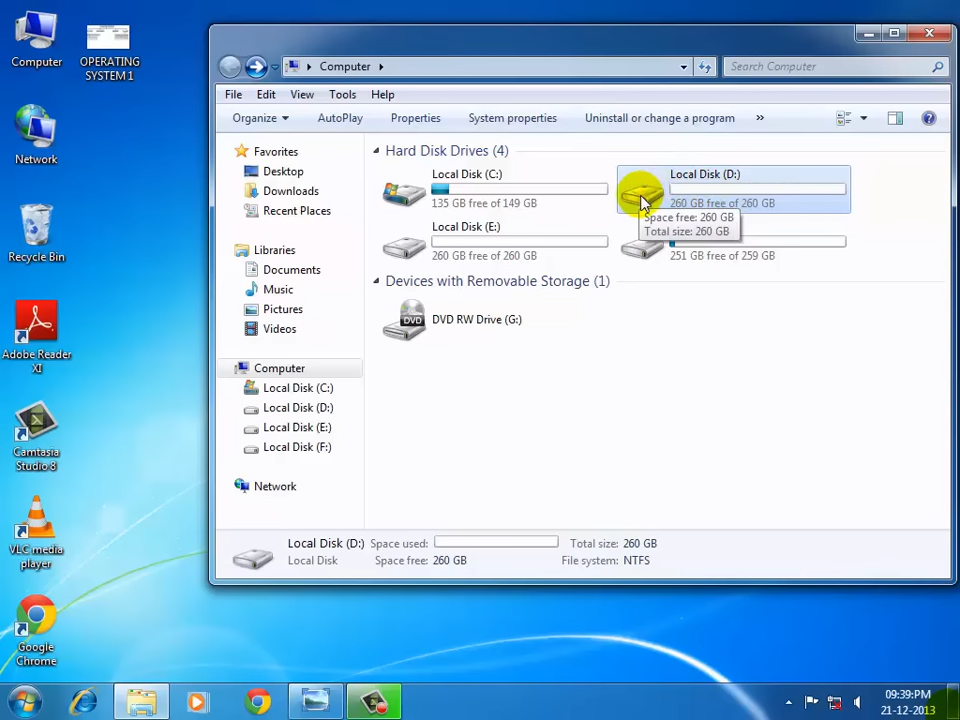 Computer
OPERATING
SYSTEM 1
Network
Recycle Bin
Adobe Reader
XI
Camtasia
Studio 8
VLC media
player
Google
Chrome
Computer
Search Computer
File Edit View Tools Help
Organize AutoPlay Properties System properties Uninstall or change a program »
Favorites
Desktop
Downloads
Recent Places
Libraries
Documents
Music
Pictures
Videos
Computer
Local Disk (C:)
Local Disk (D:)
Local Disk (E:)
Local Disk (F:)
Network
Hard Disk Drives (4)
Local Disk (C:)
135 GB free of 149 GB
Local Disk (D:)
260 GB free of 260 GB
Space free: 260 GB
Total size: 260 GB
Local Disk (E:)
260 GB free of 260 GB
251 GB free of 259 GB
Devices with Removable Storage (1)
DVD
DVD RW Drive (G:)
Local Disk (D:) Space used: Total size: 260 GB
Local Disk Space free: 260 GB File system: NTFS
09:39:PM
21-12-2013